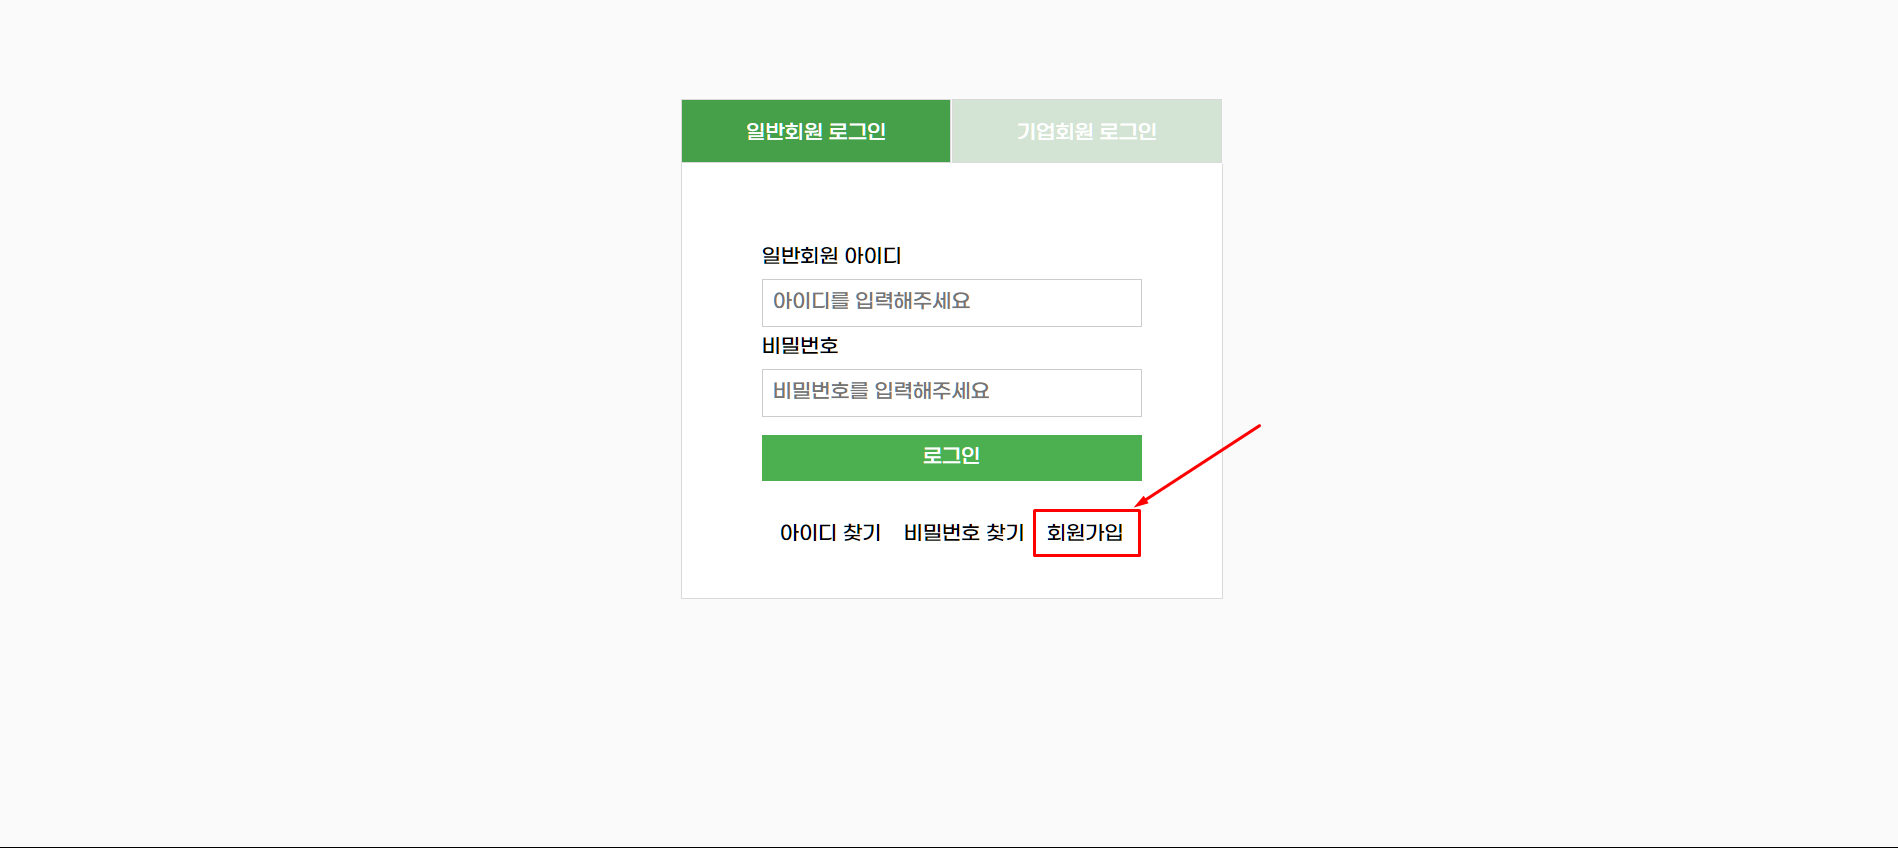 일반회원 로그인 기업회원 로그인
일반회원 아이디
아이디를 입력해주세요
비밀번호
비밀번호를 입력해주세요
로그인
아이디 찾기 비밀번호 찾기 회원가입